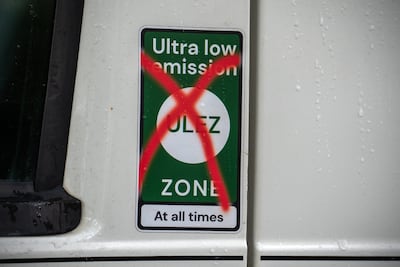 Ultra low
emission
ULEZ
ZONE
At all times